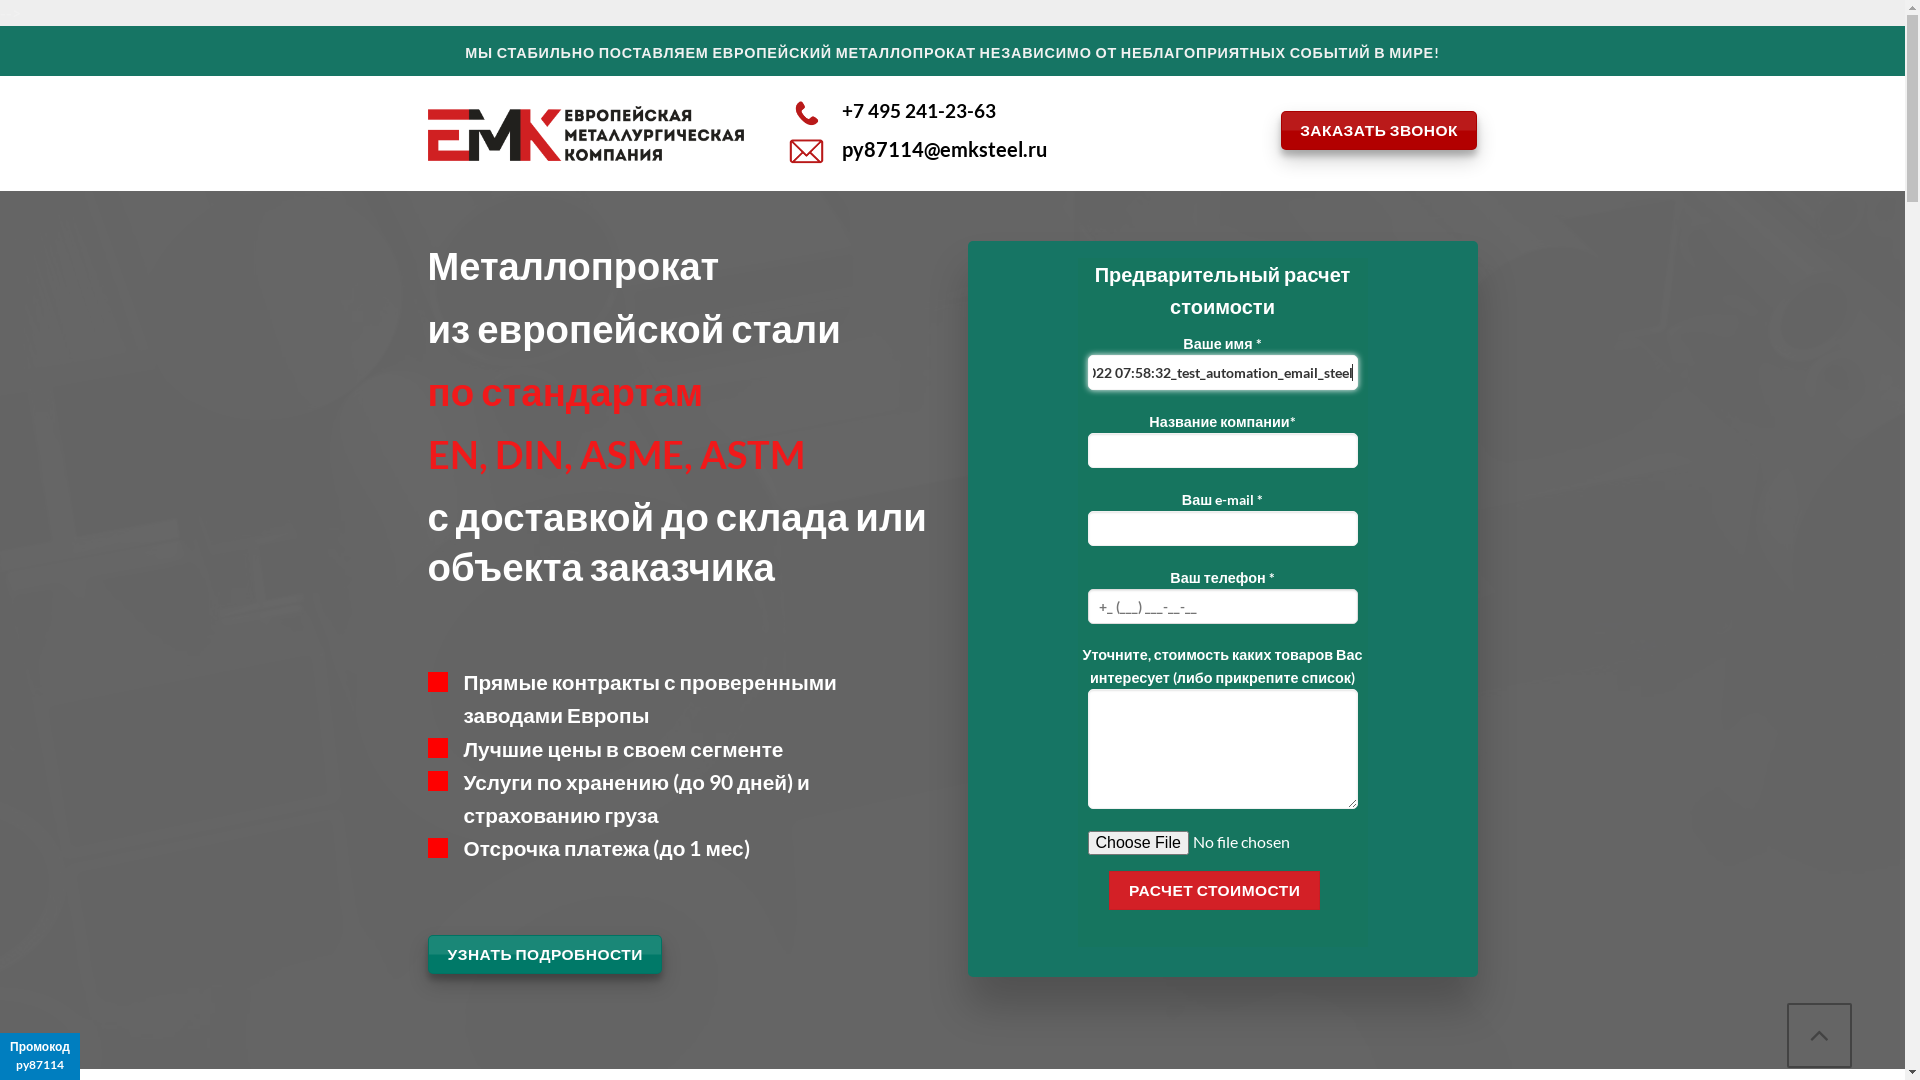 МЫ СТАБИЛЬНО ПОСТАВЛЯЕМ ЕВРОПЕЙСКИЙ МЕТАЛЛОПРОКАТ НЕЗАВИСИМО ОТ НЕБЛАГОПРИЯТНЫХ СОБЫТИЙ В МИРЕ!
ЕМК ЕВРОПЕЙСКАЯ
МЕТАЛЛУРГИЧЕСКАЯ
КОМПАНИЯ
+7 495 241-23-63
py87114@emksteel.ru
ЗАКАЗАТЬ ЗВОНОК
Металлопрокат
из европейской стали
по стандартам
EN, DIN, ASME, ASTM
с доставкой до склада или
объекта заказчика
Прямые контракты с проверенными
заводами Европы
Лучшие цены в своем сегменте
Услуги по хранению (до 90 дней) и
страхованию груза
Отсрочка платежа (до 1 мес)
УЗНАТЬ ПОДРОБНОСТИ
Предварительный расчет
стоимости
Ваше имя *
022 07:58:32_test_automation_email_steel
Название компании*
Ваш e-mail *
Ваш телефон *
+_ (___) ___-__-__
Уточните, стоимость каких товаров Вас
интересует (либо прикрепите список)
Choose File No file chosen
РАСЧЕТ СТОИМОСТИ
Промокод
py87114